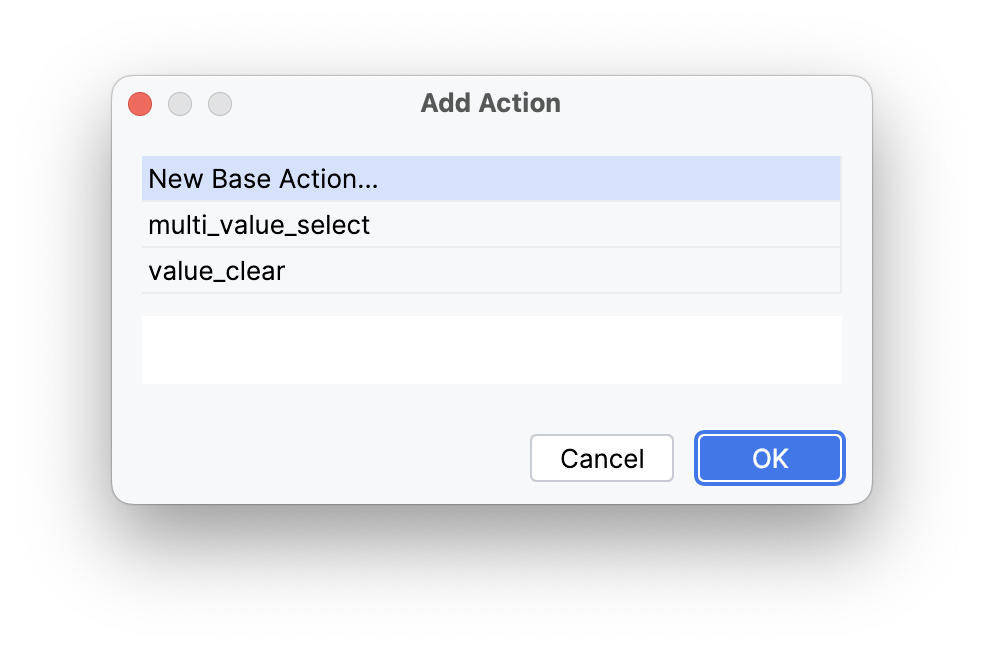 Add Action
New Base Action...
multi_value_select
value_clear
Cancel
OK